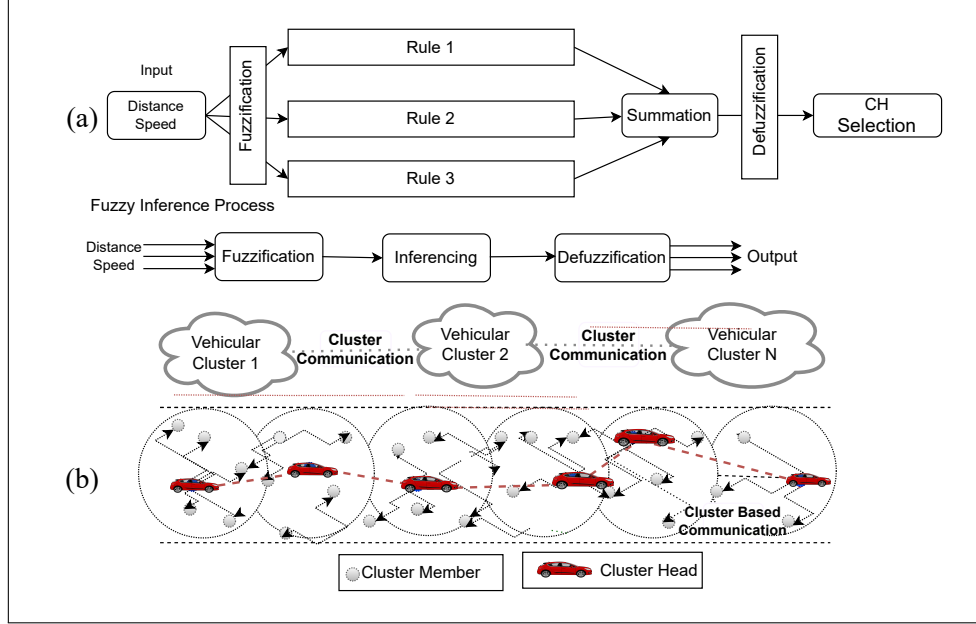 Input
Distance
Speed
(a)
Fuzzification
Rule 1
Rule 2
Rule 3
Summation
Defuzzification
CH
Selection
Fuzzy Inference Process
Distance
Speed
Fuzzification
Inferencing
Defuzzification
Output
Vehicular
Cluster 1
Cluster
Communication
Vehicular
Cluster 2
Cluster
Communication
Vehicular
Cluster N
(b)
Cluster Based
Communication
Cluster Member
Cluster Head